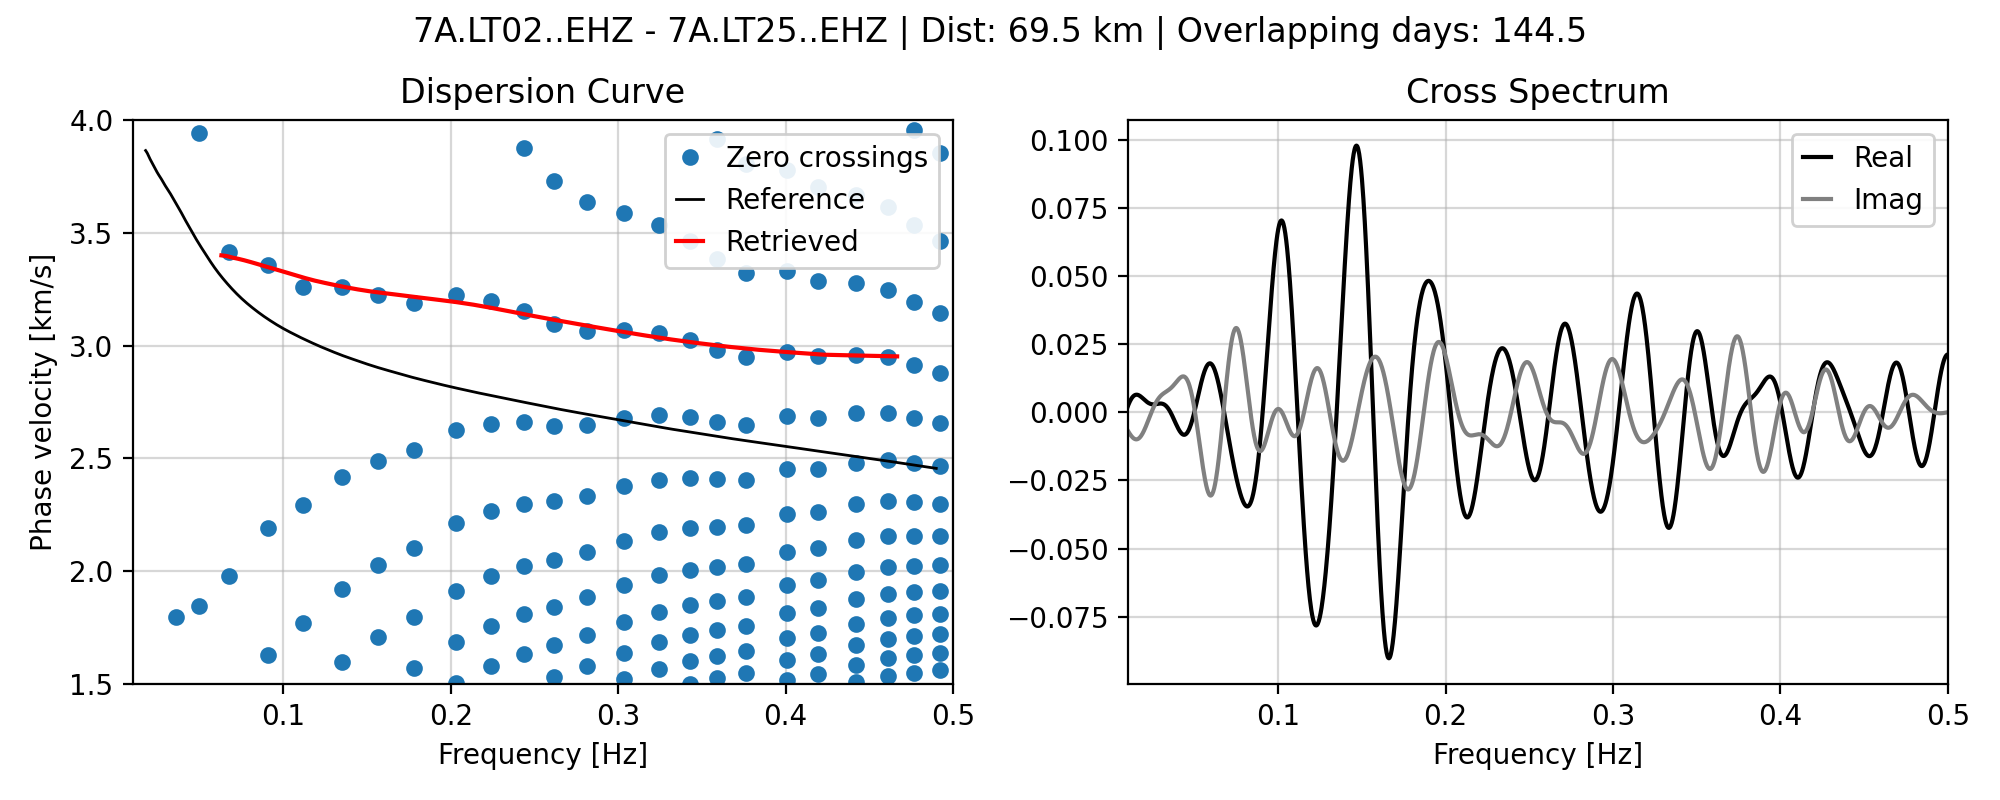 7A.LT02..EHZ - 7A.LT25..EHZ | Dist: 69.5 km | Overlapping days: 144.5
Dispersion Curve
Phase velocity [km/s]
4.0
3.5
3.0
2.5
2.0
1.5
0.1
0.2
0.3
0.4
0.5
Frequency [Hz]
Zero crossings
Reference
Retrieved
Cross Spectrum
0.100
0.075
0.050
0.025
0.000
−0.025
−0.050
−0.075
0.1
0.2
0.3
0.4
0.5
Frequency [Hz]
Real
Imag